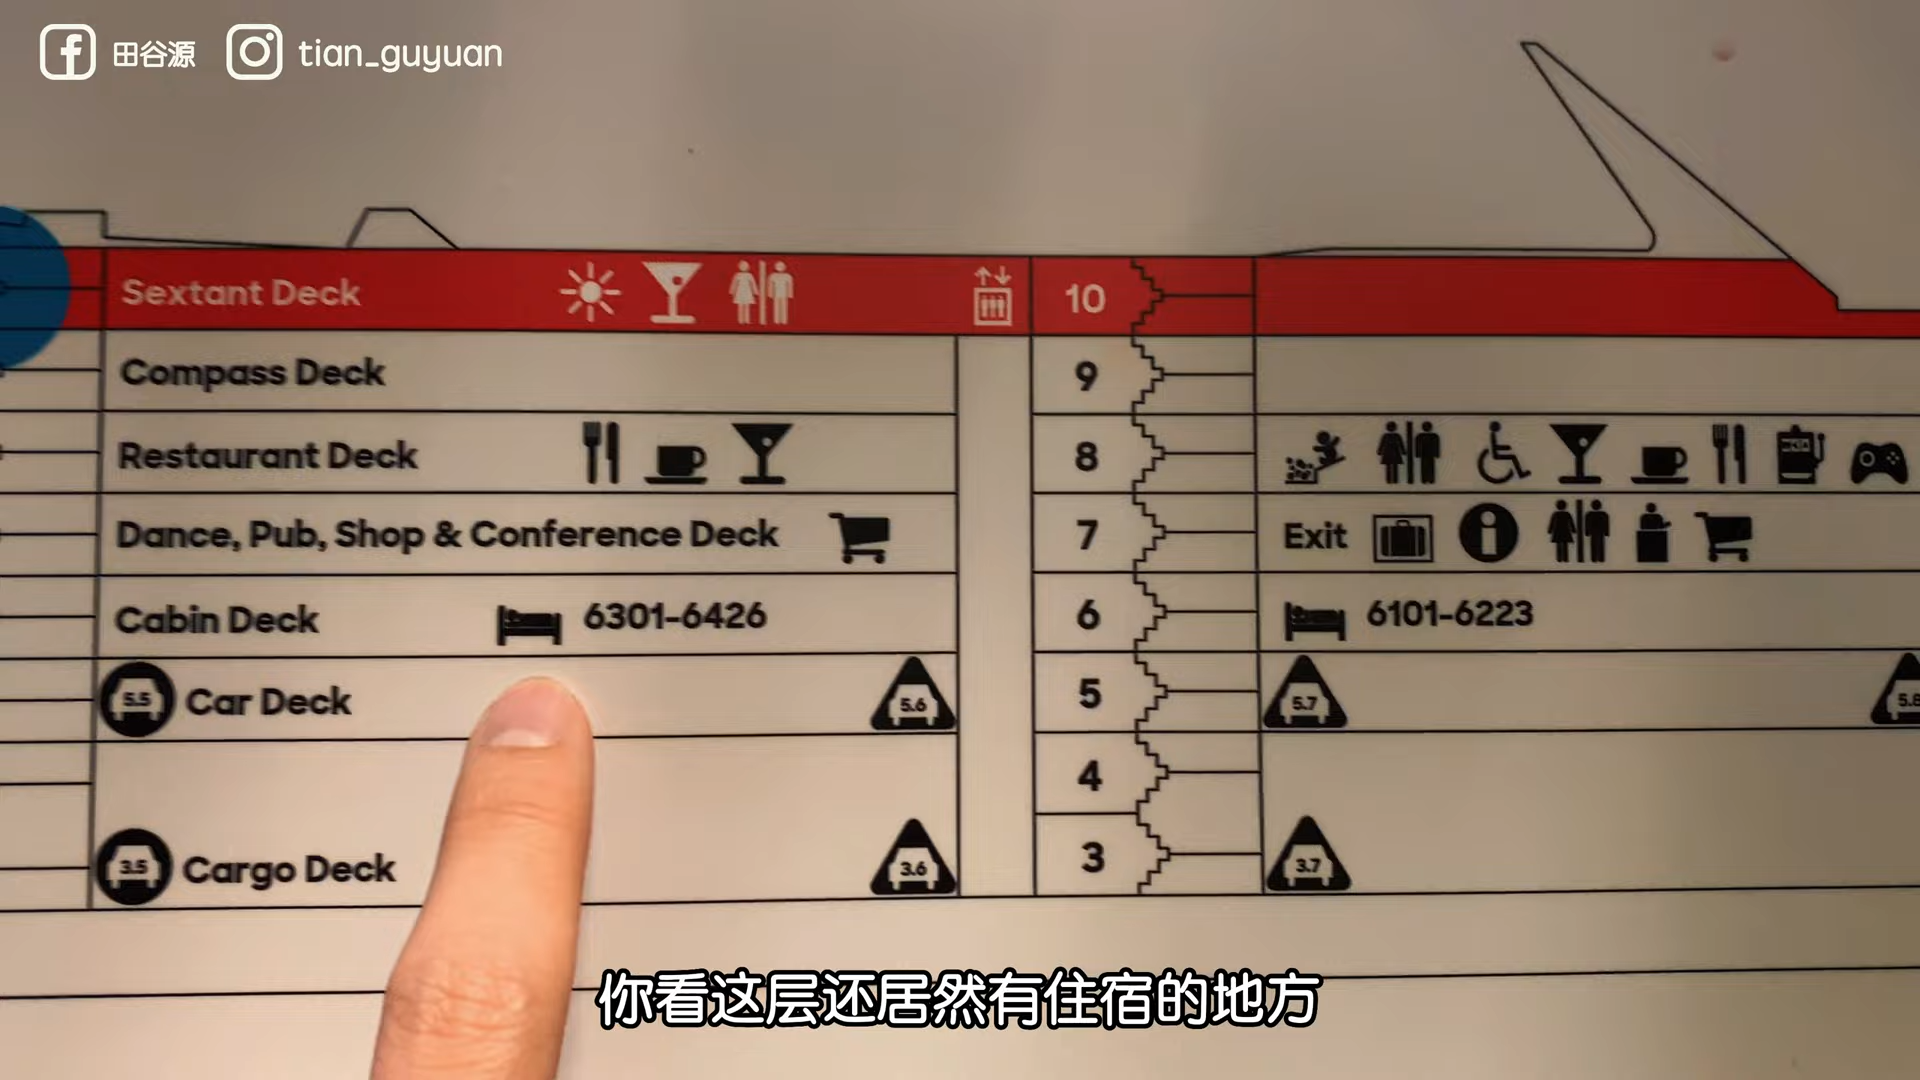 田谷源 tian_guyuan
Sextant Deck 10
Compass Deck 9
Restaurant Deck 8
Dance, Pub, Shop & Conference Deck 7 Exit
Cabin Deck 6301-6426 6 6101-6223
5.5 Car Deck 5.6 5 5.7
4
3.5 Cargo Deck 3.6 3 3.7
你看这层还居然有住宿的地方